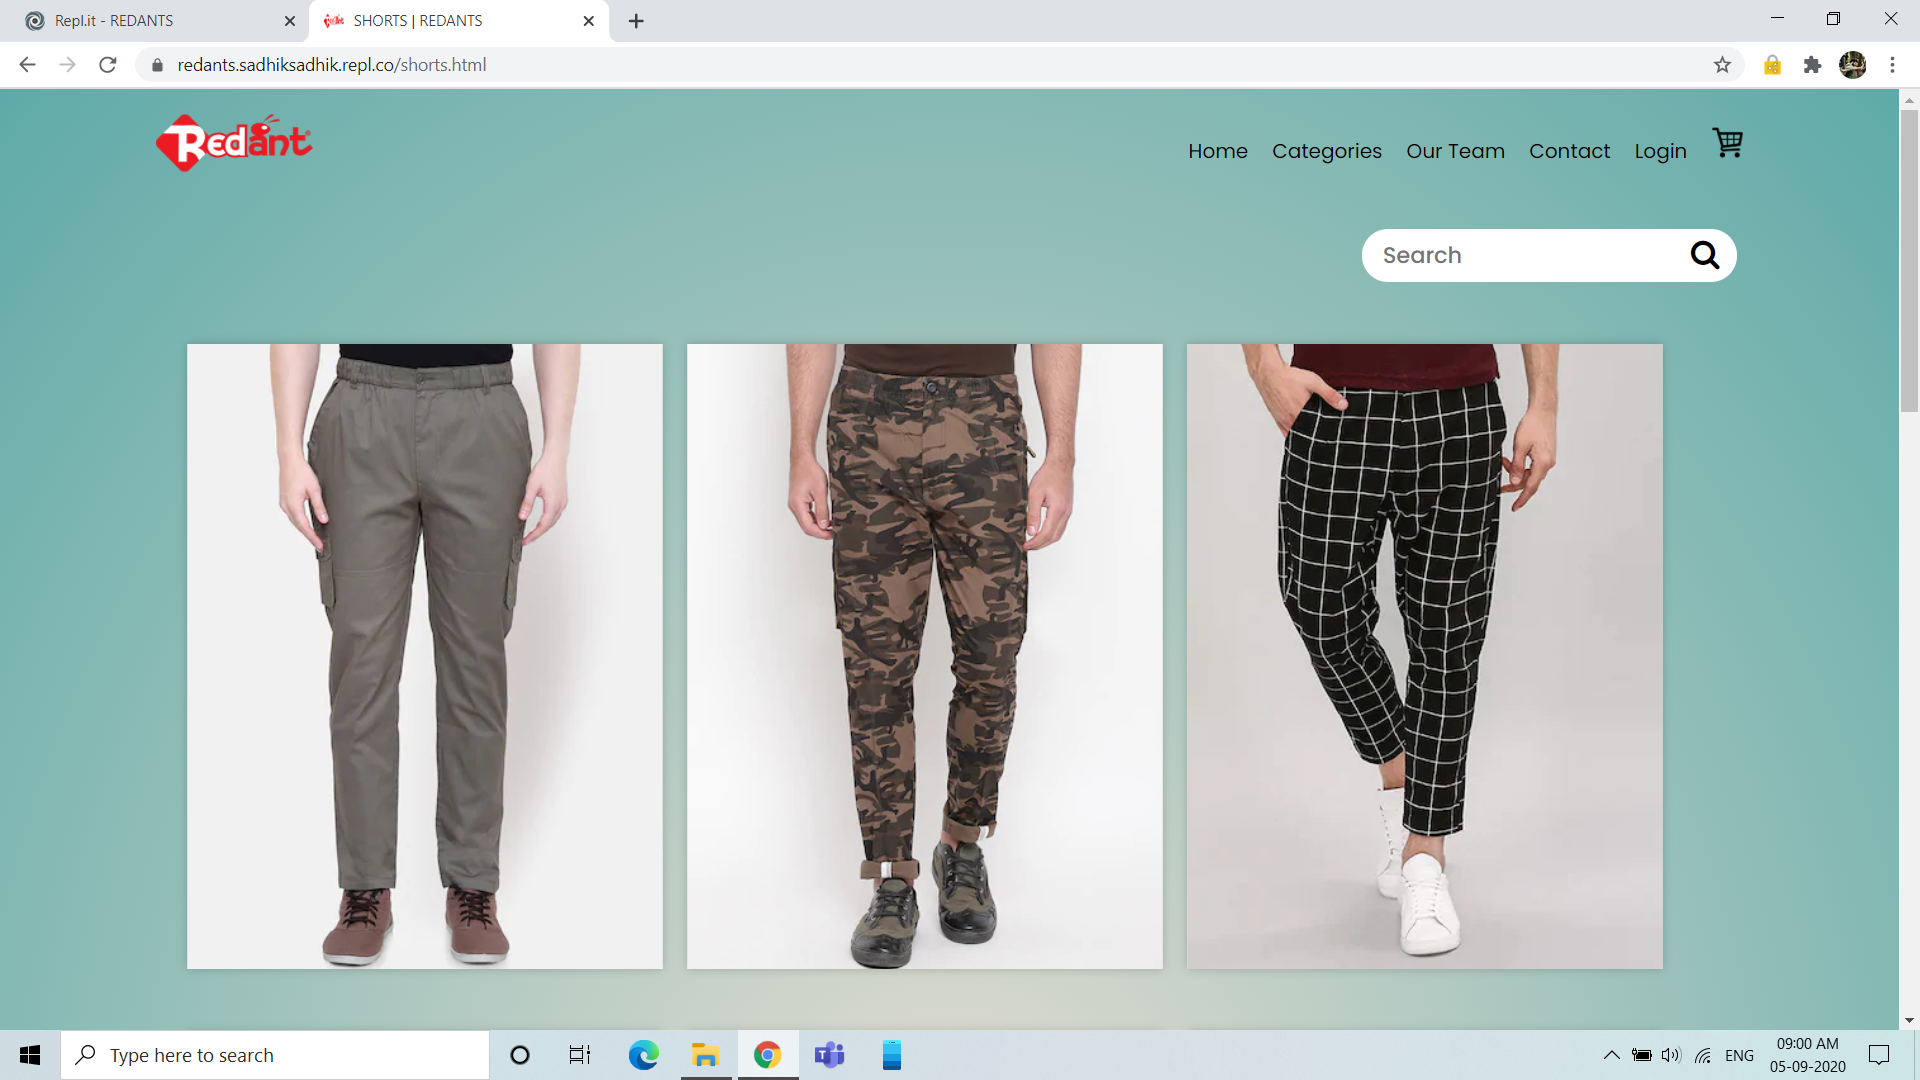 Repl.it - REDANTS
SHORTS | REDANTS
redants.sadhiksadhik.repl.co/shorts.html
Redant
Home Categories Our Team Contact Login
Search
Type here to search
ENG
09:00 AM
05-09-2020